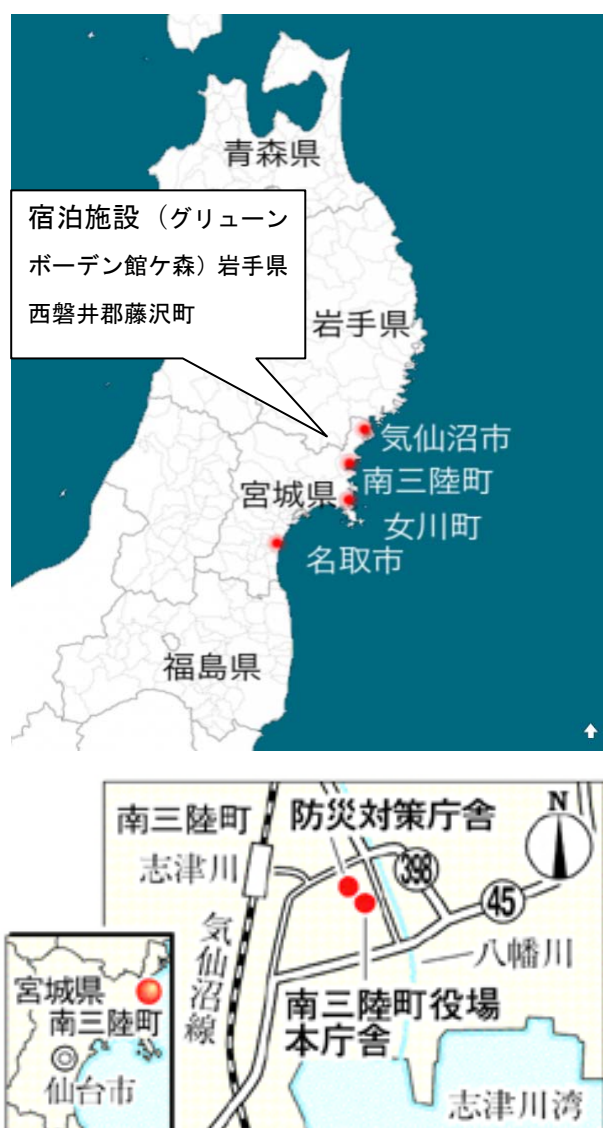 青森県
宿泊施設（グリューン
ボーデン館ケ森）岩手県
西磐井郡藤沢町
岩手県
気仙沼市
南三陸町
宮城県
女川町
名取市
福島県
南三陸町
防災対策庁舎
N
志津川
398
45
気仙沼線
八幡川
南三陸町役場
本庁舎
宮城県
南三陸町
仙台市
志津川湾